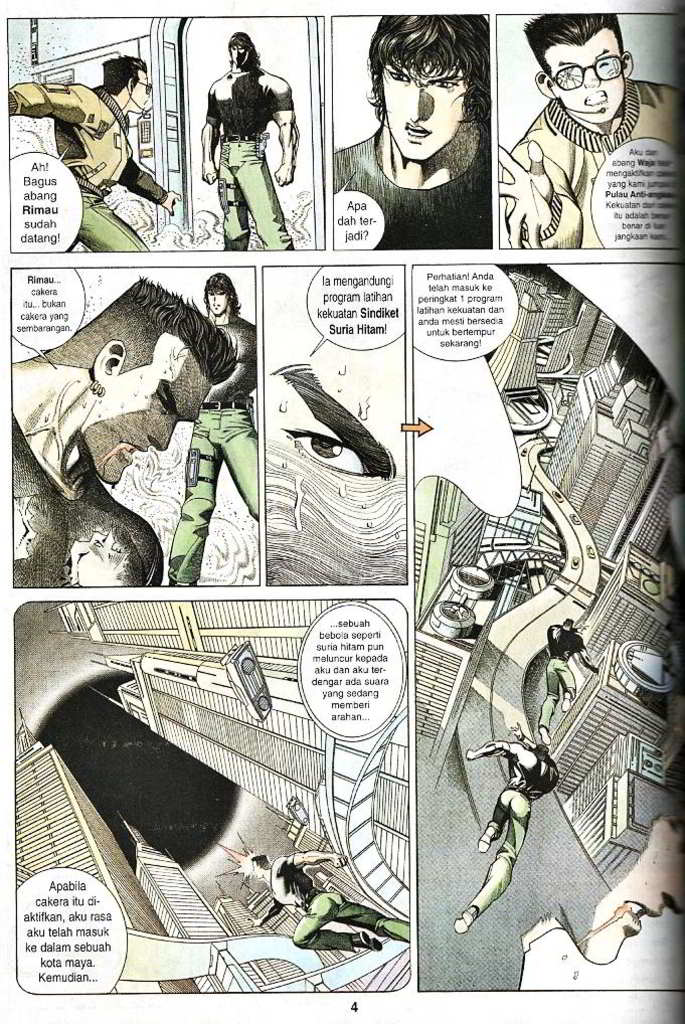 Ah!
Bagus
abang
Rimau
sudah
datang!
Apa
dah ter-
jadi?
Aku dan
abang Waja
mengaktifkan
yang kami
Pulau Anti-
Kekuatan
itu adalah
benar di luar
jangkaan kami...
Rimau...
cakera
itu... bukan
cakera yang
sembarangan.
Ia mengandungi
program latihan
kekuatan Sindiket
Suria Hitam!
Perhatian! Anda
telah masuk ke
peringkat 1 program
latihan kekuatan dan
anda mesti bersedia
untuk bertempur
sekarang!
...sebuah
bebola seperti
suria hitam pun
meluncur kepada
aku dan aku ter-
dengar ada suara
yang sedang
memberi
arahan...
Apabila
cakera itu di-
aktifkan, aku rasa
aku telah masuk
ke dalam sebuah
kota maya.
Kemudian...
4